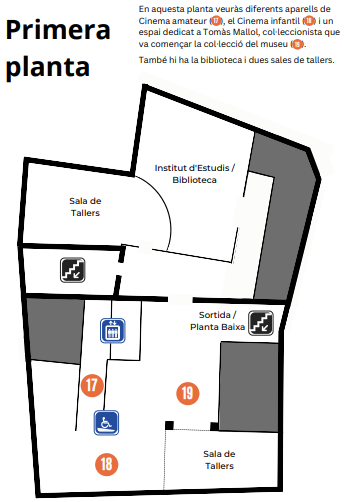 Primera
planta
En aquesta planta veuràs diferents aparells de
Cinema amateur (17), el Cinema infantil (18) i un
espai dedicat a Tomàs Mallol, col·leccionista que
va començar la col·lecció del museu (19).
També hi ha la biblioteca i dues sales de tallers.
Institut d'Estudis /
Biblioteca
Sala de
Tallers
Sortida /
Planta Baixa
17
19
18
Sala de
Tallers